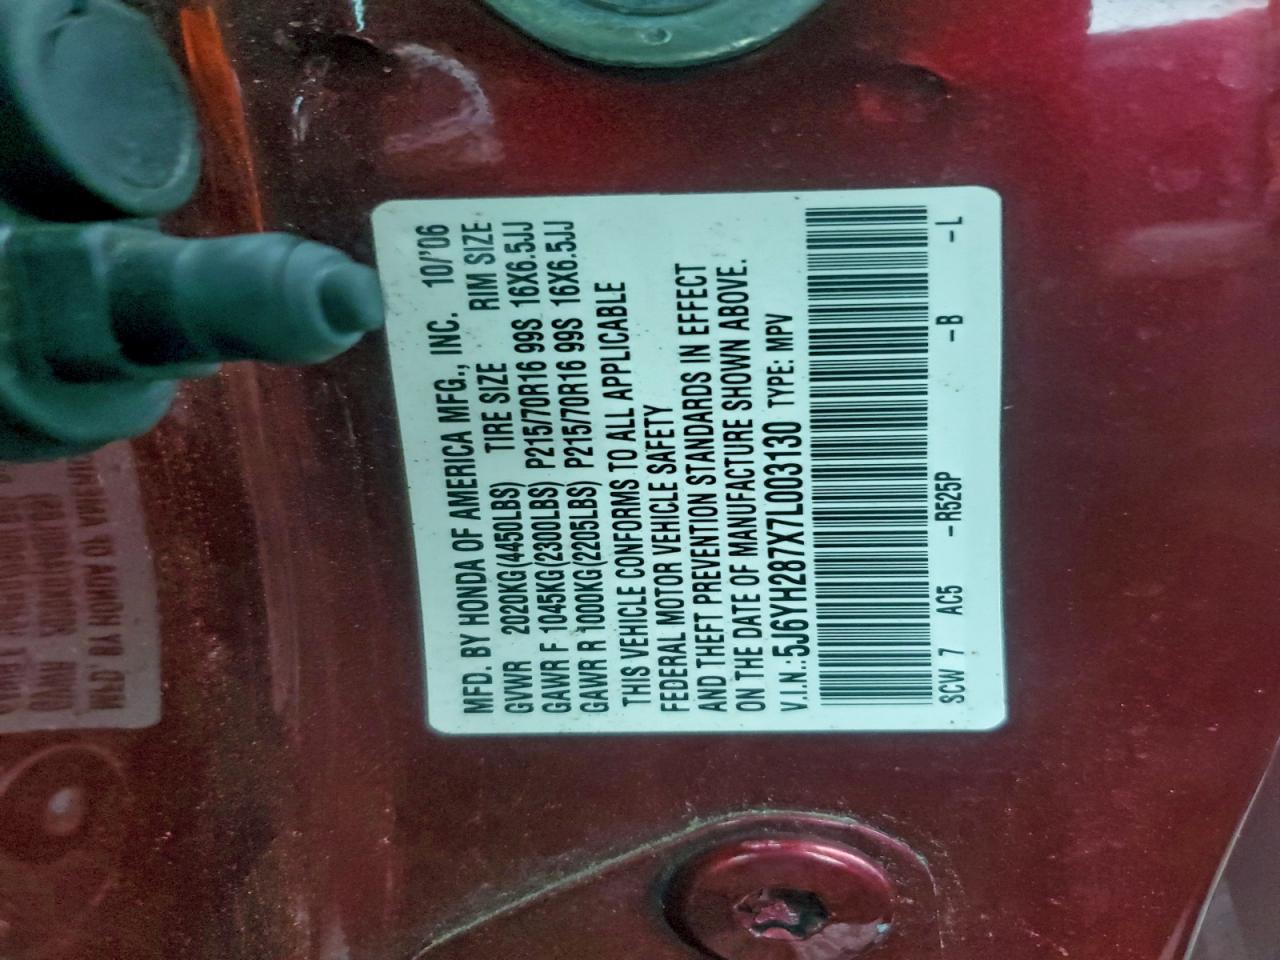 MFD. BY HONDA OF AMERICA MFG., INC. 10/'06
GVWR 2020KG(4450LBS) TIRE SIZE RIM SIZE
GAWR F 1045KG(2300LBS) P215/70R16 99S 16X6.5JJ
GAWR R 1000KG(2205LBS) P215/70R16 99S 16X6.5JJ
THIS VEHICLE CONFORMS TO ALL APPLICABLE
FEDERAL MOTOR VEHICLE SAFETY
AND THEFT PREVENTION STANDARDS IN EFFECT
ON THE DATE OF MANUFACTURE SHOWN ABOVE.
V.I.N.:5J6YH287X7L003130 TYPE: MPV
SCW 7 AC5 -R525P -B -L